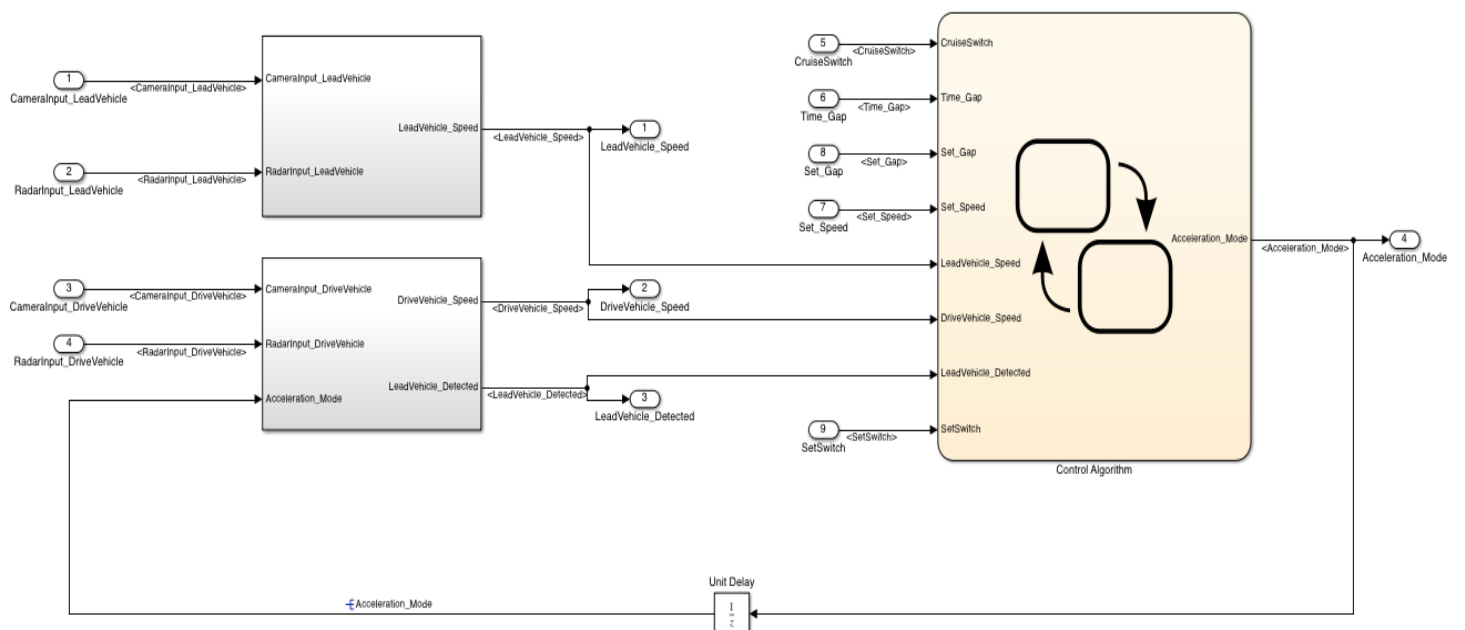 1
CameraInput_LeadVehicle
<CameraInput_LeadVehicle>
CameraInput_LeadVehicle
2
RadarInput_LeadVehicle
<RadarInput_LeadVehicle>
RadarInput_LeadVehicle
LeadVehicle_Speed
<LeadVehicle_Speed>
1
LeadVehicle_Speed
3
CameraInput_DriveVehicle
<CameraInput_DriveVehicle>
CameraInput_DriveVehicle
4
RadarInput_DriveVehicle
<RadarInput_DriveVehicle>
RadarInput_DriveVehicle
Acceleration_Mode
DriveVehicle_Speed
<DriveVehicle_Speed>
2
DriveVehicle_Speed
LeadVehicle_Detected
<LeadVehicle_Detected>
3
LeadVehicle_Detected
5
CruiseSwitch
<CruiseSwitch>
CruiseSwitch
6
Time_Gap
<Time_Gap>
Time_Gap
8
Set_Gap
<Set_Gap>
Set_Gap
7
Set_Speed
<Set_Speed>
Set_Speed
LeadVehicle_Speed
DriveVehicle_Speed
LeadVehicle_Detected
9
SetSwitch
<SetSwitch>
SetSwitch
Acceleration_Mode
<Acceleration_Mode>
4
Acceleration_Mode
Control Algorithm
Unit Delay
1
z
Acceleration_Mode